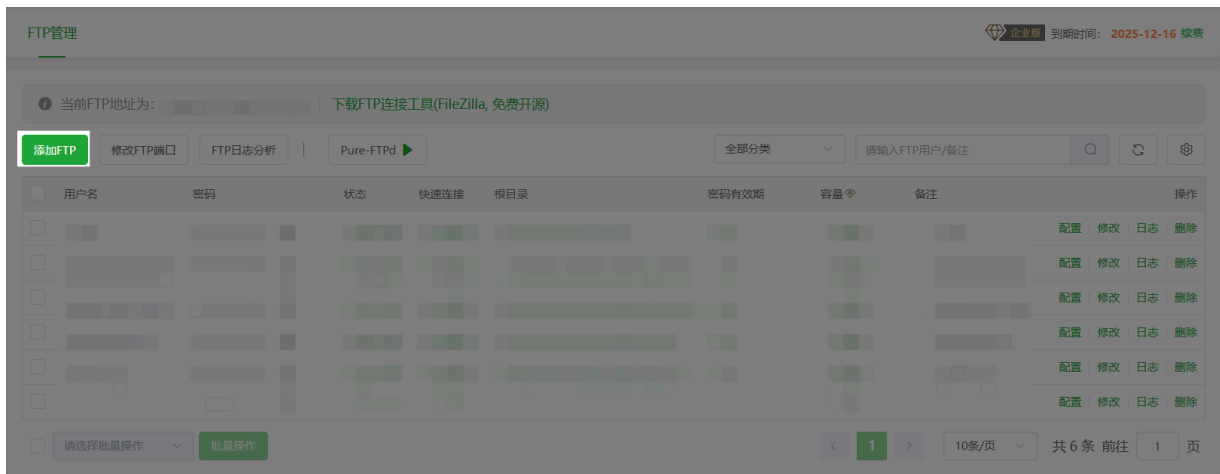 FTP管理 企业版 到期时间: 2025-12-16 续费
当前FTP地址为: 下载FTP连接工具(FileZilla, 免费开源)
添加FTP 修改FTP端口 FTP日志分析 Pure-FTPd 全部分类 请输入FTP用户/备注
用户名 密码 状态 快速连接 根目录 密码有效期 容量 备注 操作
配置 修改 日志 删除
配置 修改 日志 删除
配置 修改 日志 删除
配置 修改 日志 删除
配置 修改 日志 删除
配置 修改 日志 删除
请选择批量操作 批量操作 < 1 > 10条/页 共 6 条 前往 1 页